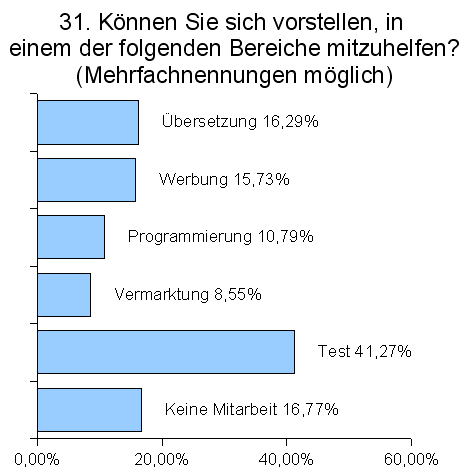 31. Können Sie sich vorstellen, in
einem der folgenden Bereiche mitzuhelfen?
(Mehrfachnennungen möglich)
Übersetzung 16,29%
Werbung 15,73%
Programmierung 10,79%
Vermarktung 8,55%
Test 41,27%
Keine Mitarbeit 16,77%
0,00% 20,00% 40,00% 60,00%